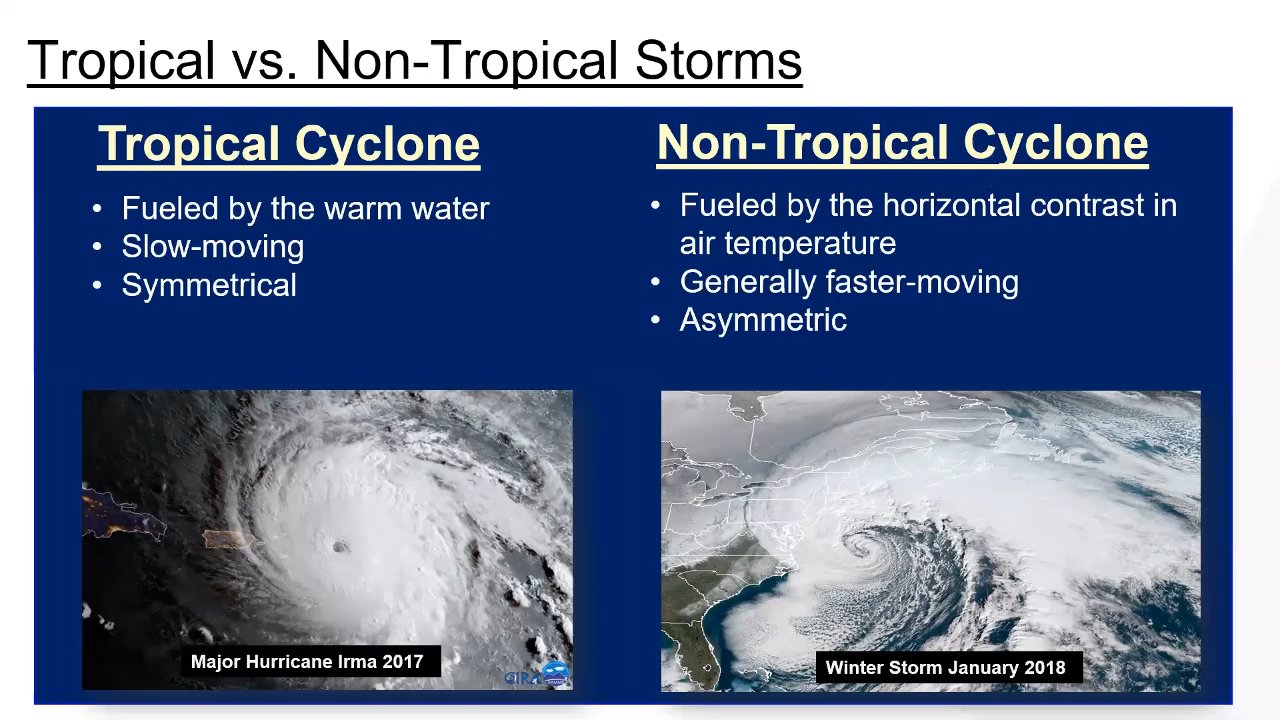 Tropical vs. Non-Tropical Storms
Tropical Cyclone
• Fueled by the warm water
• Slow-moving
• Symmetrical
Non-Tropical Cyclone
• Fueled by the horizontal contrast in
air temperature
• Generally faster-moving
• Asymmetric
Major Hurricane Irma 2017
CIRA
Winter Storm January 2018